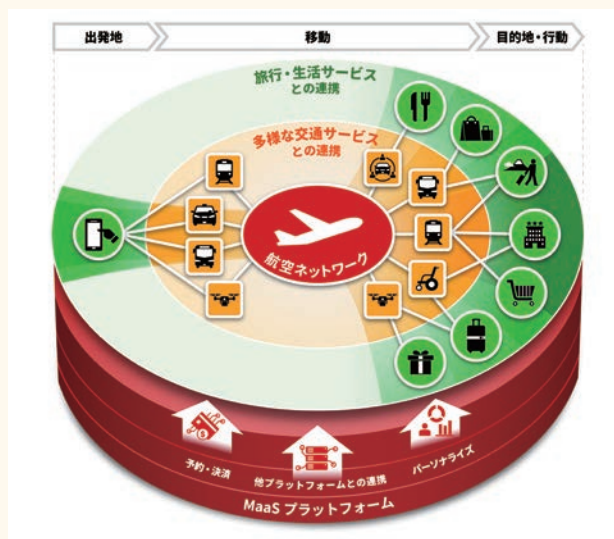 出発地
移動
目的地・行動
旅行・生活サービス
との連携
多様な交通サービス
との連携
航空ネットワーク
予約・決済
他プラットフォームとの連携
パーソナライズ
MaaS プラットフォーム